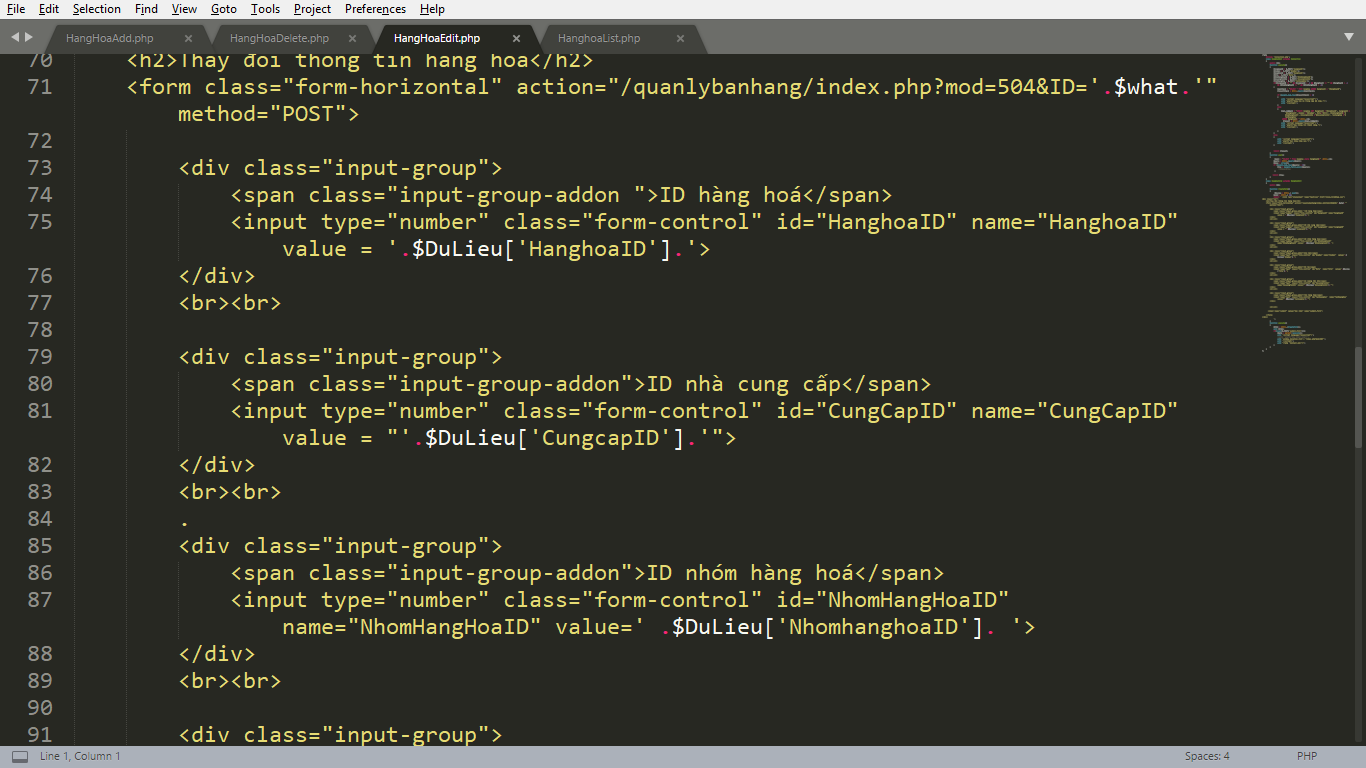 File Edit Selection Find View Goto Tools Project Preferences Help
HangHoaAdd.php × HangHoaDelete.php × HangHoaEdit.php × HanghoaList.php ×
70 <h2>Thay đổi thông tin hàng hoá</h2>
71 <form class="form-horizontal" action="/quanlybanhang/index.php?mod=504&ID='.$what.'"
method="POST">
72
73 <div class="input-group">
74 <span class="input-group-addon ">ID hàng hoá</span>
75 <input type="number" class="form-control" id="HanghoaID" name="HanghoaID"
value = '.$DuLieu['HanghoaID'].'>
76 </div>
77 <br><br>
78
79 <div class="input-group">
80 <span class="input-group-addon">ID nhà cung cấp</span>
81 <input type="number" class="form-control" id="CungCapID" name="CungCapID"
value = "'.$DuLieu['CungcapID'].'">
82 </div>
83 <br><br>
84 .
85 <div class="input-group">
86 <span class="input-group-addon">ID nhóm hàng hoá</span>
87 <input type="number" class="form-control" id="NhomHangHoaID"
name="NhomHangHoaID" value=' .$DuLieu['NhomhanghoaID']. '>
88 </div>
89 <br><br>
90
91 <div class="input-group">
Line 1, Column 1 Spaces: 4 PHP